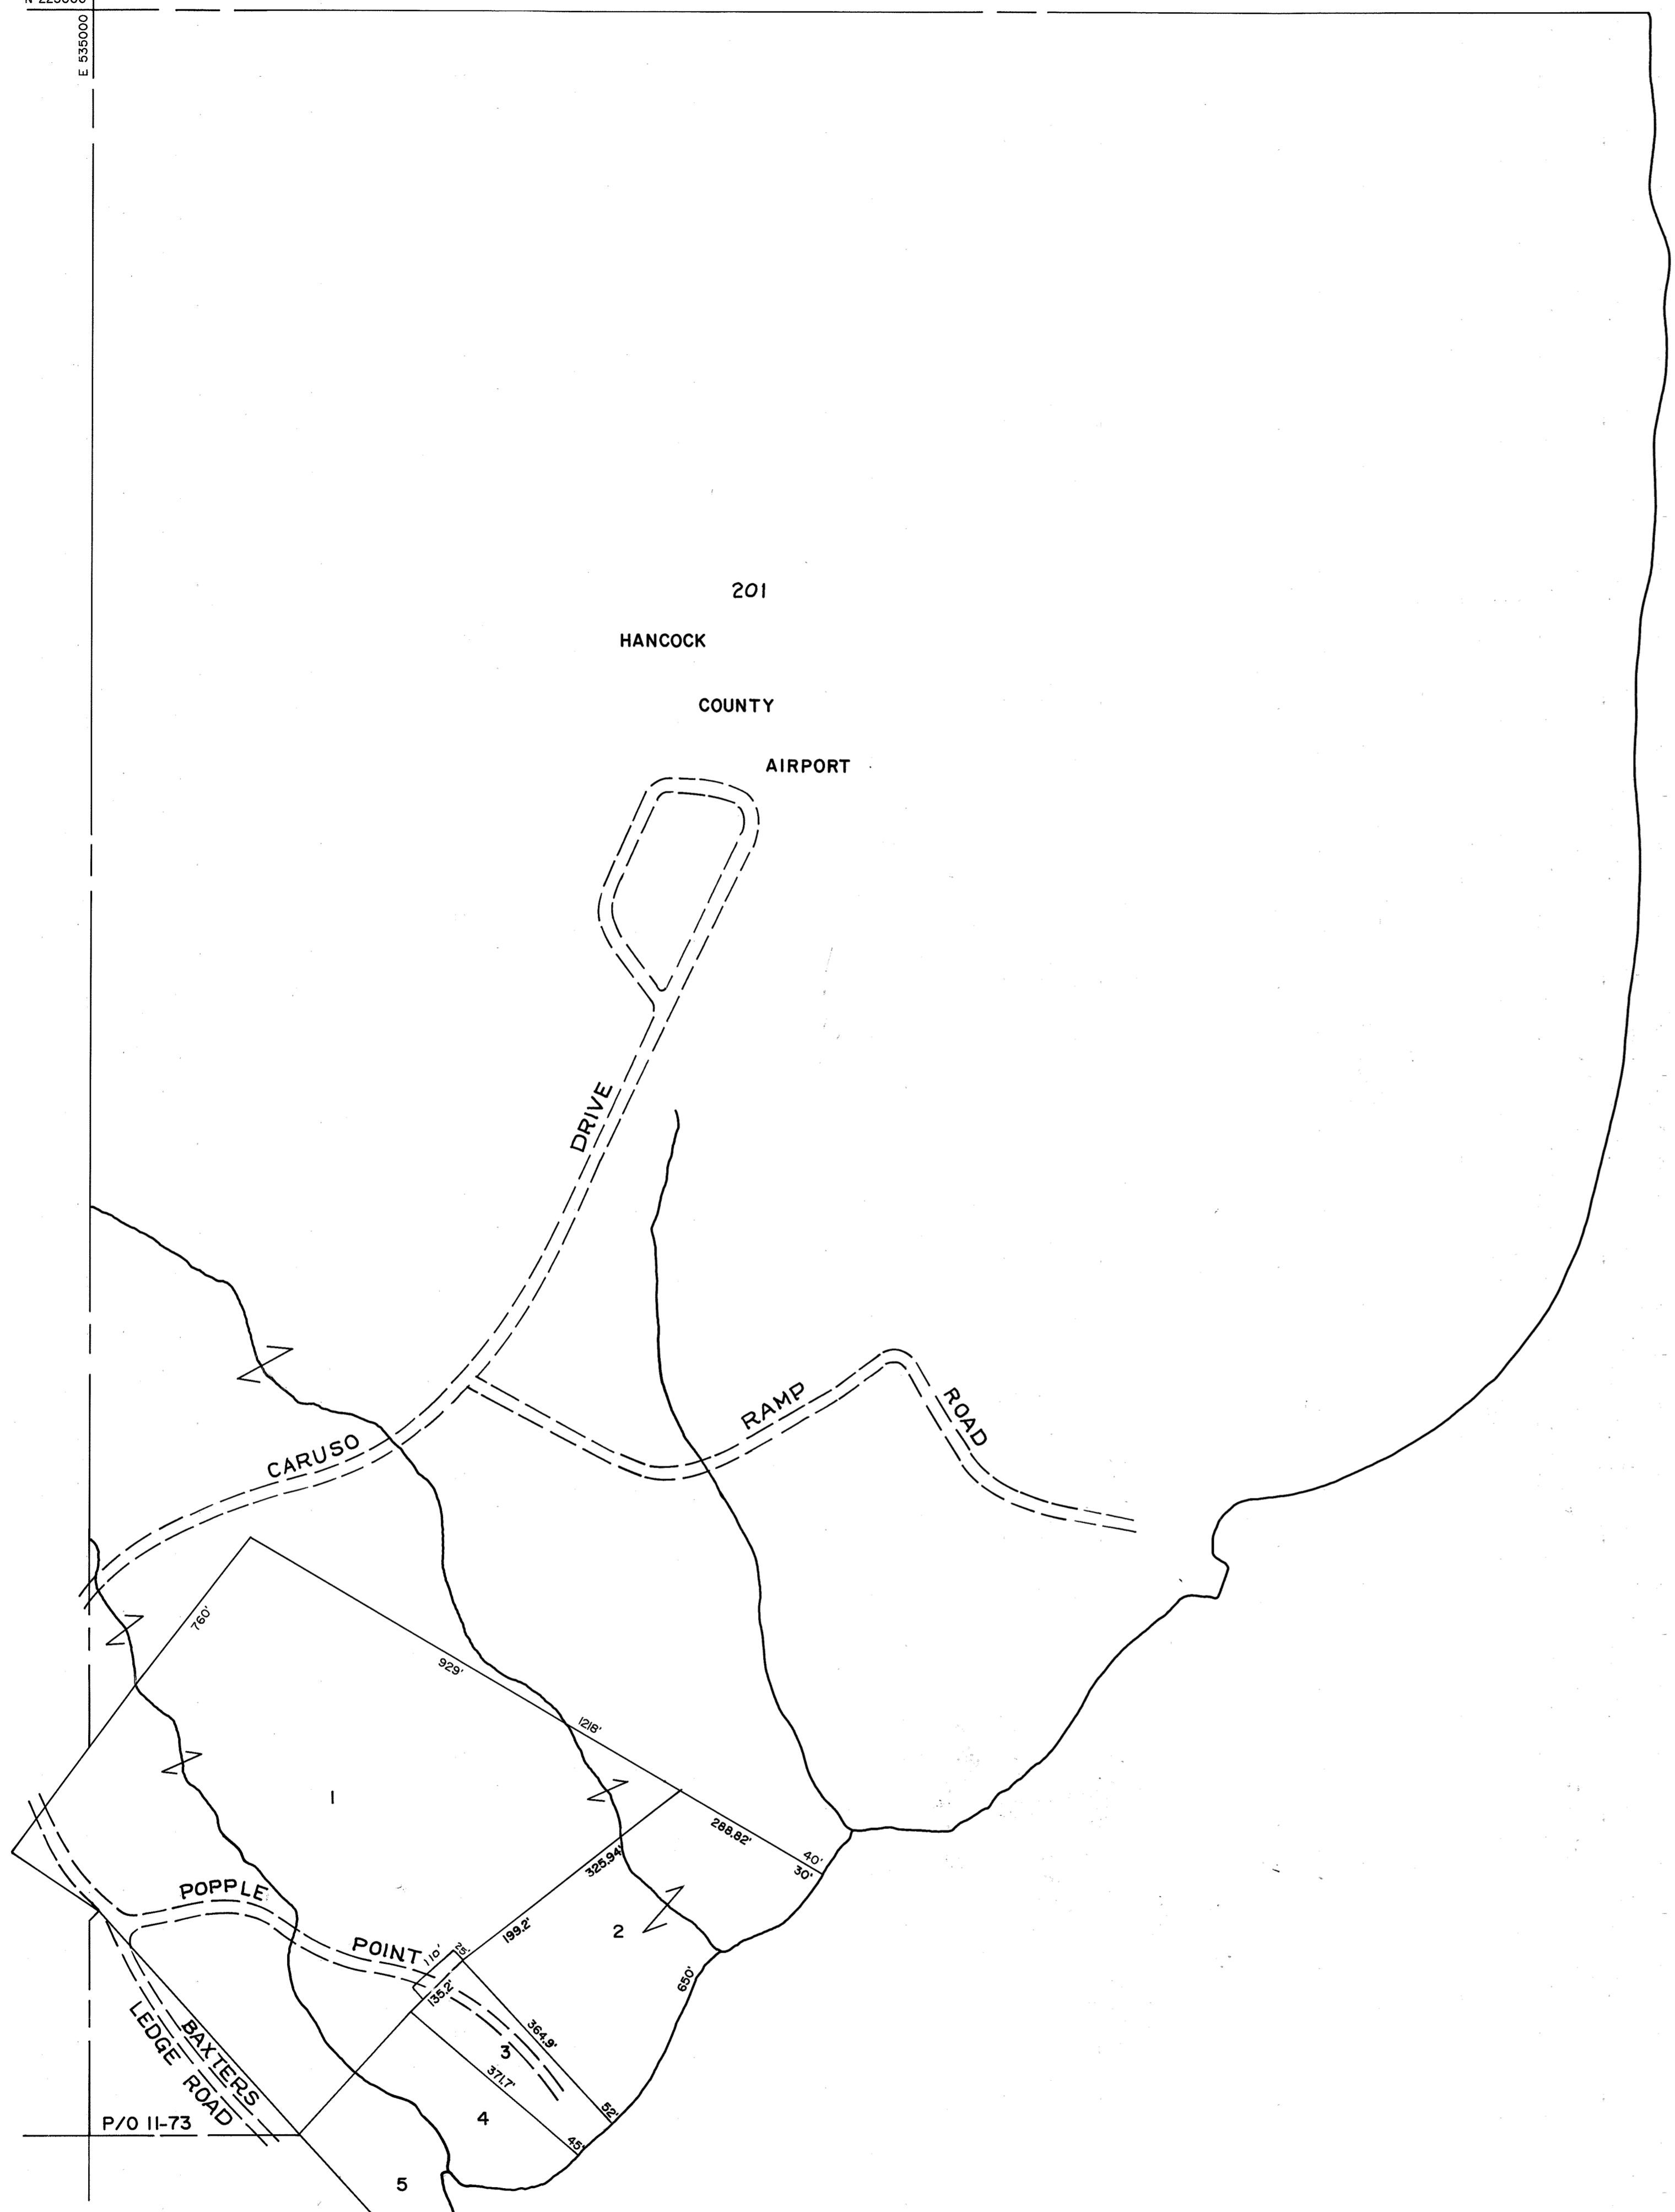 E 535000
201
HANCOCK
COUNTY
AIRPORT
DRIVE
RAMP
ROAD
CARUSO
760'
929'
1218'
1
288.82'
40'
30'
325.94'
POPPLE
199.2'
2
POINT
110'
25'
135.2'
650'
364.9'
LEDGE ROAD
BAXTERS
3
371.7'
52'
4
P/O 11-73
45'
5